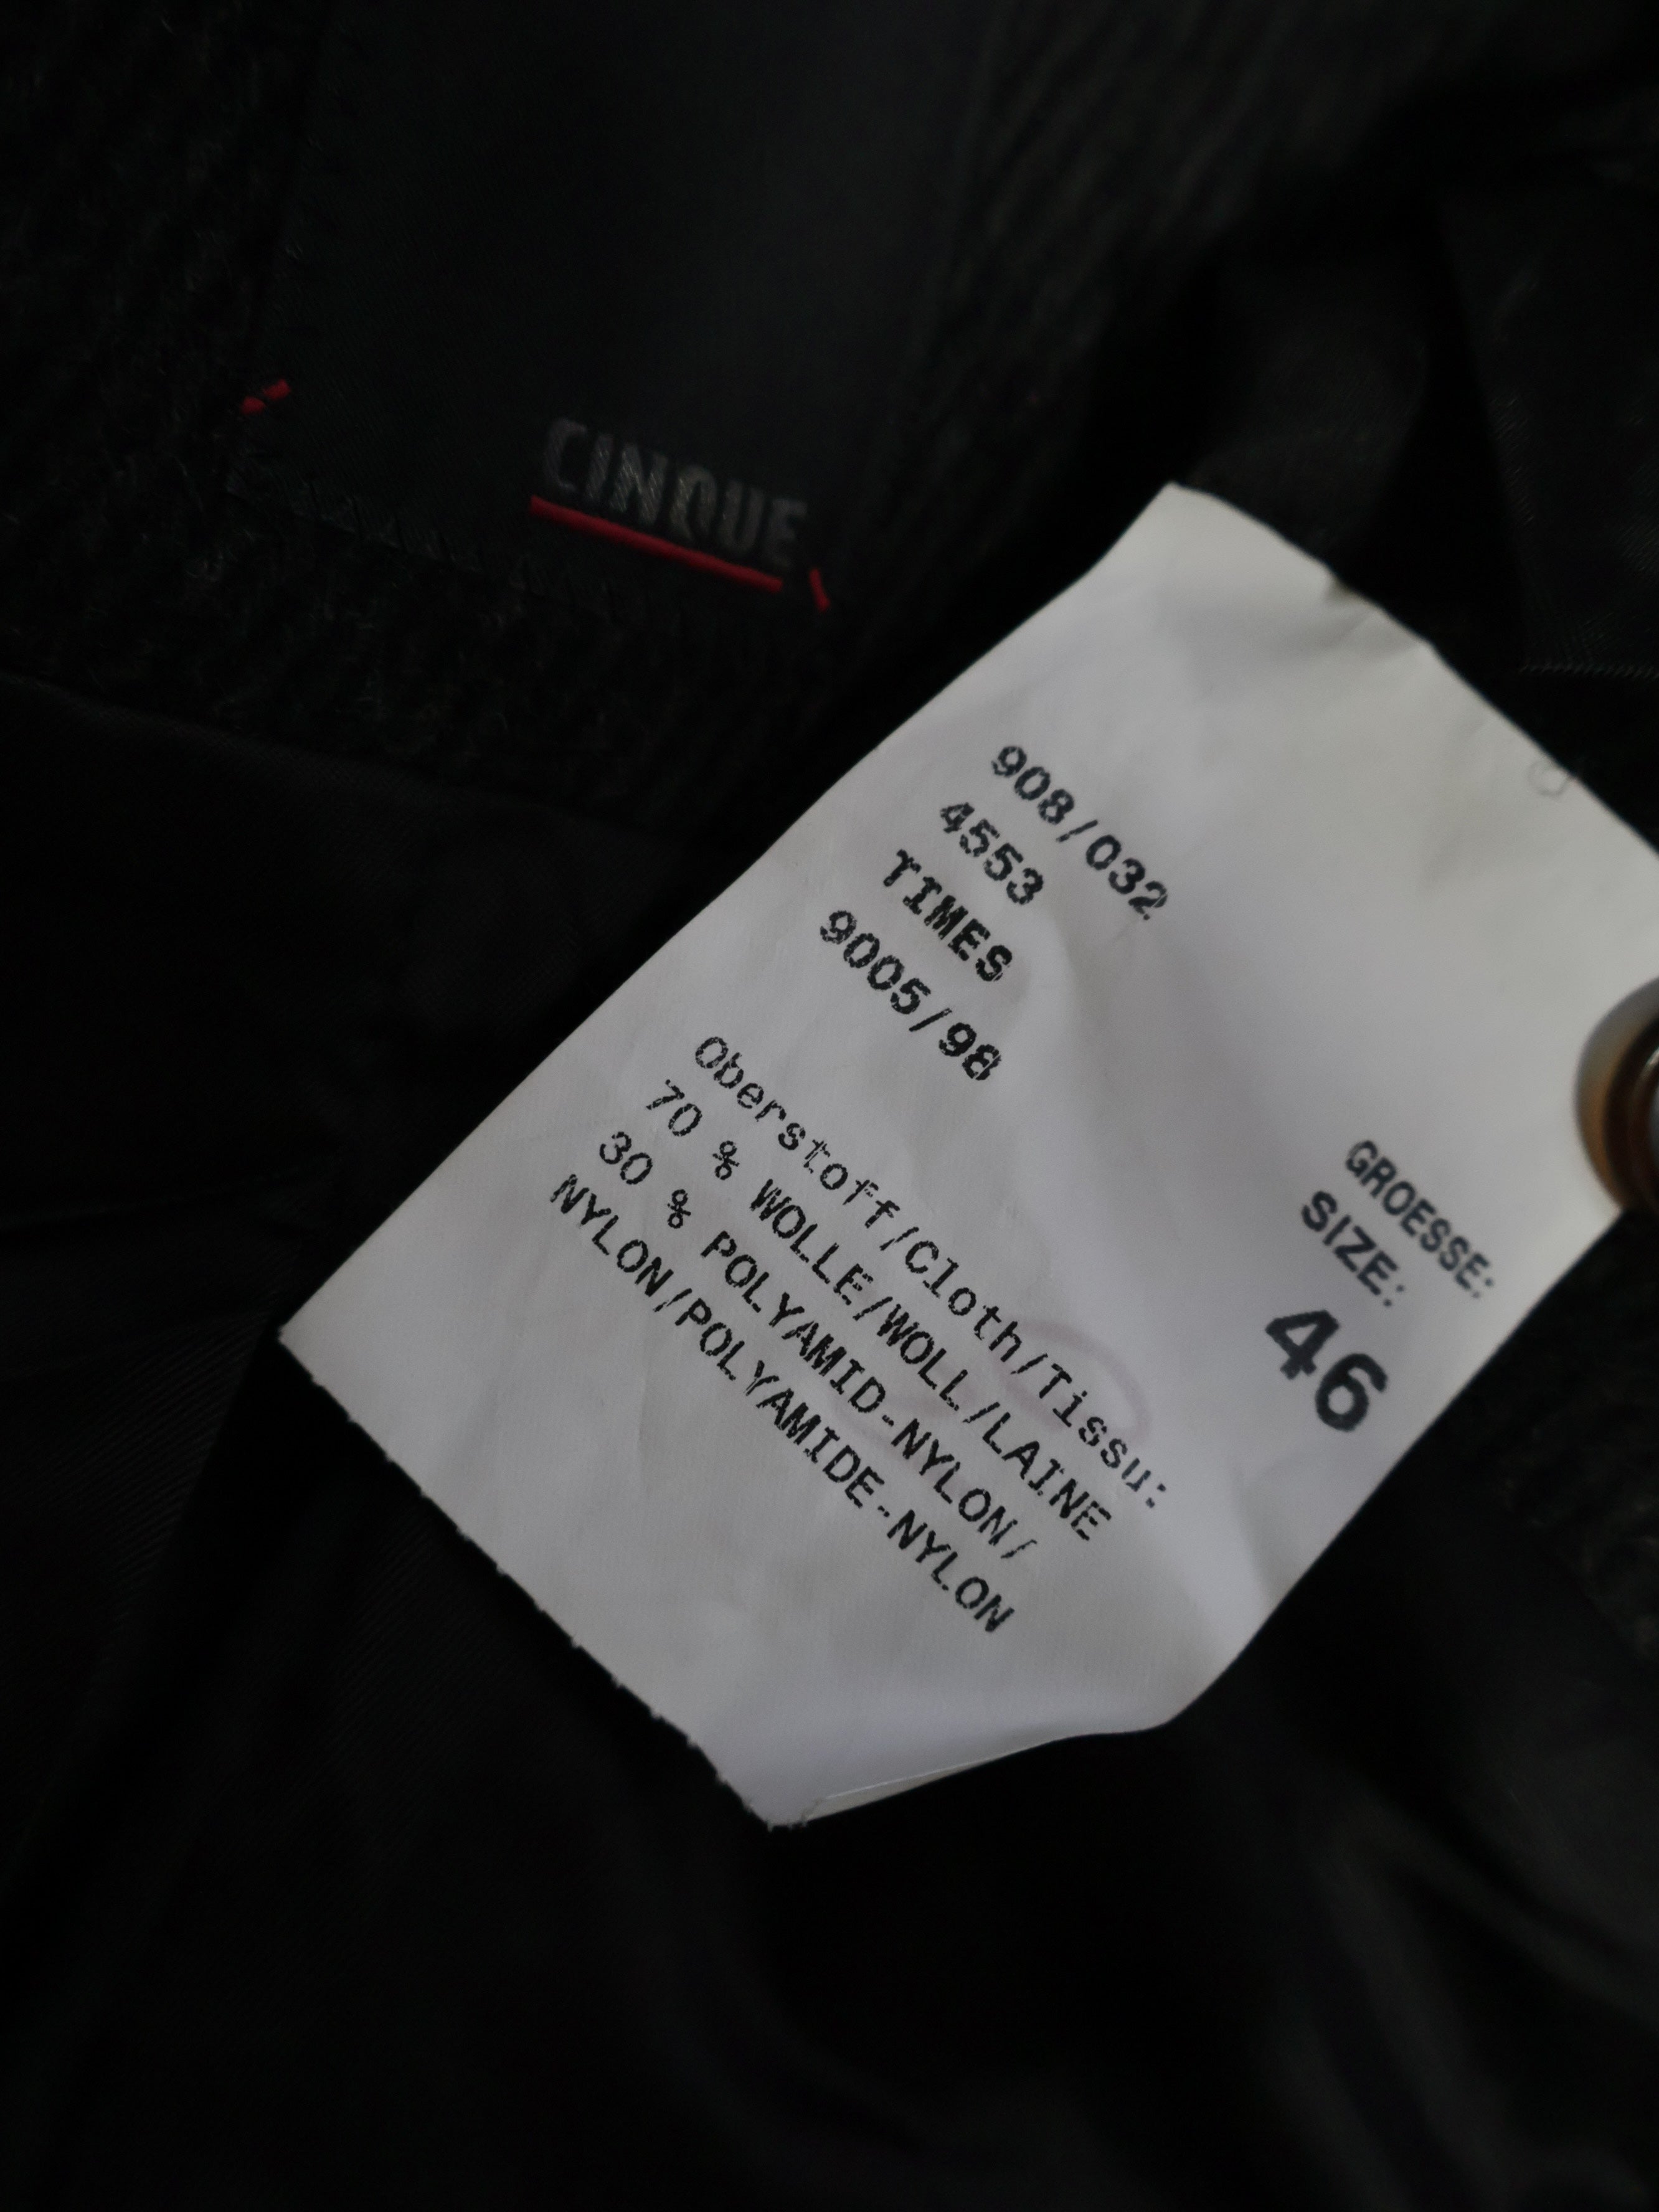 CINQUE
908/032
4553
TIMES
9005/98
GROESSE:
SIZE:
46
Oberstoff/Cloth/Tissu:
70 % WOLLE/WOLL/LAINE
30 % POLYAMID-NYLON/
NYLON/POLYAMIDE-NYLON